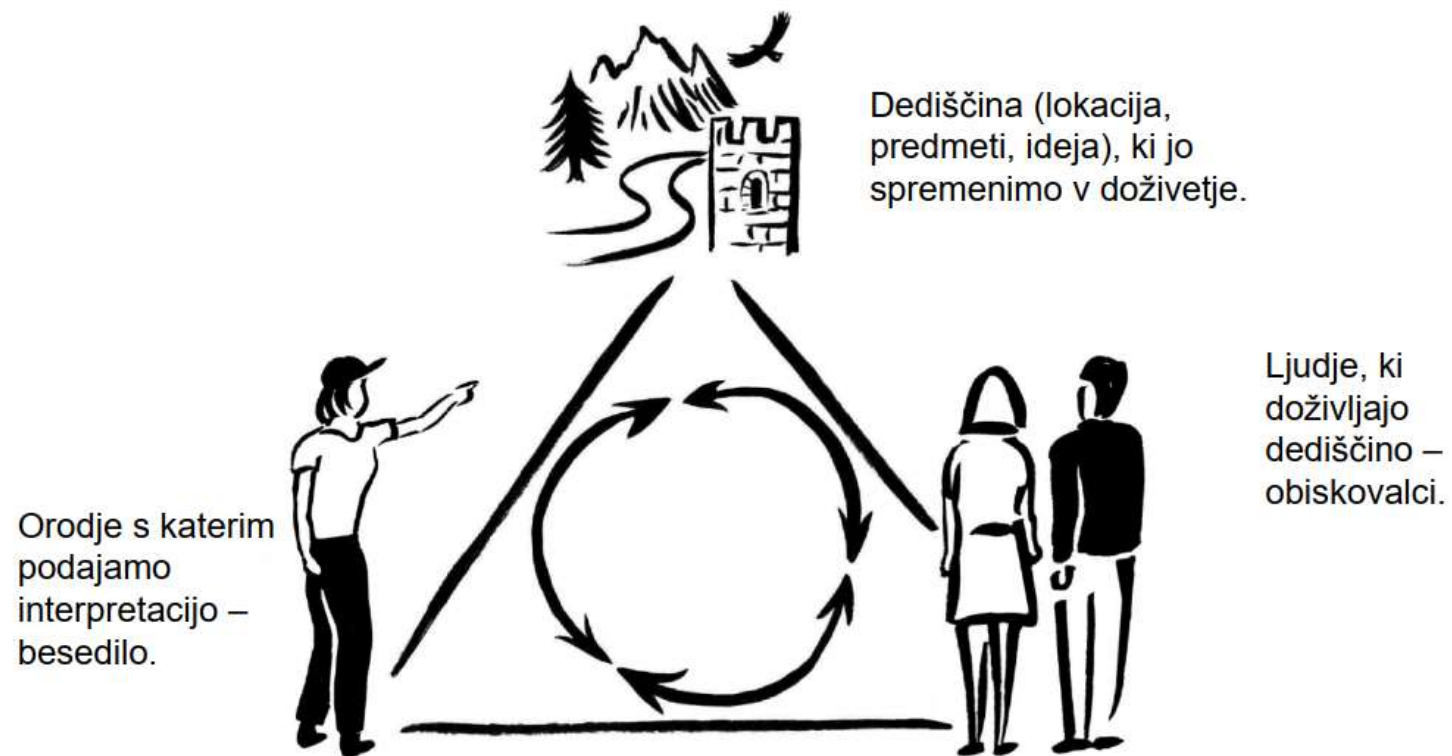 Dediščina (lokacija,
predmeti, ideja), ki jo
spremenimo v doživetje.
Ljudje, ki
doživljajo
dediščino –
obiskovalci.
Orodje s katerim
podajamo
interpretacijo –
besedilo.